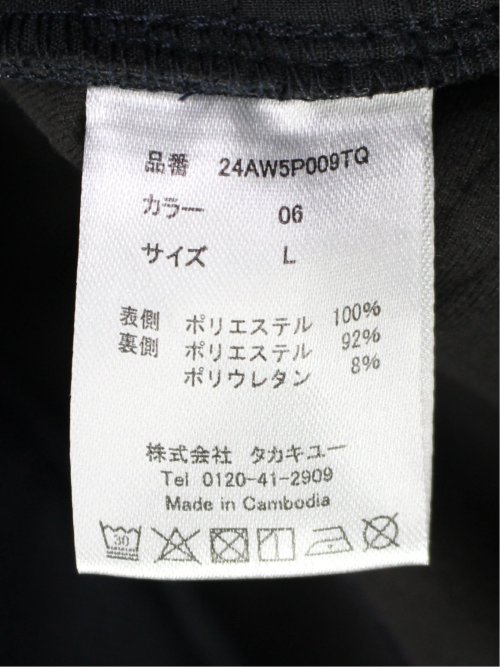 品番 24AW5P009TQ
カラー 06
サイズ L
表側 ポリエステル 100%
裏側 ポリエステル 92%
ポリウレタン 8%
株式会社 タカキュー
Tel 0120-41-2909
Made in Cambodia
30